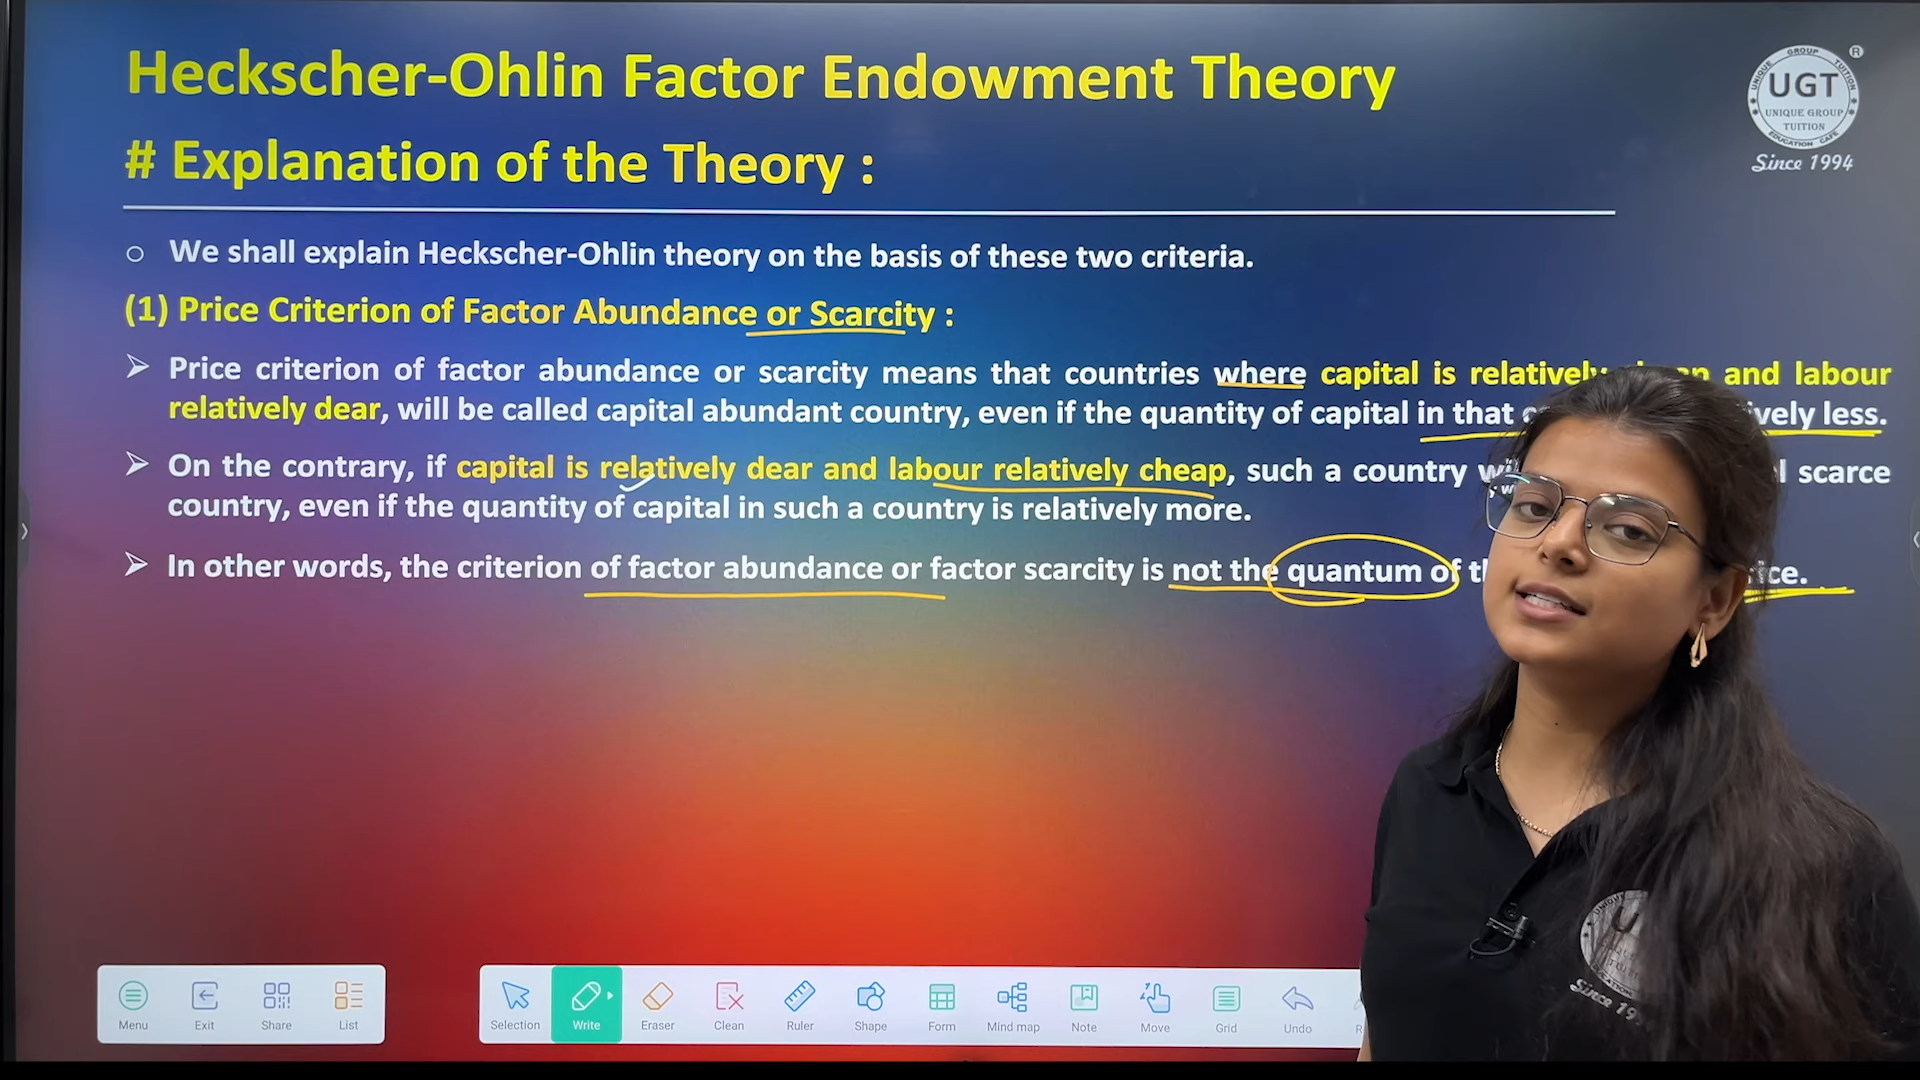 Heckscher-Ohlin Factor Endowment Theory
# Explanation of the Theory :
GROUP
UNIQUE TUITION
®
UGT
UNIQUE GROUP
TUITION
EDUCATION CAFE
Since 1994
○ We shall explain Heckscher-Ohlin theory on the basis of these two criteria.
(1) Price Criterion of Factor Abundance or Scarcity :
➢ Price criterion of factor abundance or scarcity means that countries where capital is relatively and labour
relatively dear, will be called capital abundant country, even if the quantity of capital in that less.
➢ On the contrary, if capital is relatively dear and labour relatively cheap, such a country scarce
country, even if the quantity of capital in such a country is relatively more.
➢ In other words, the criterion of factor abundance or factor scarcity is not the quantum of
Menu Exit Share List Selection Write Eraser Clean Ruler Shape Form Mind map Note Move Grid Undo
Since